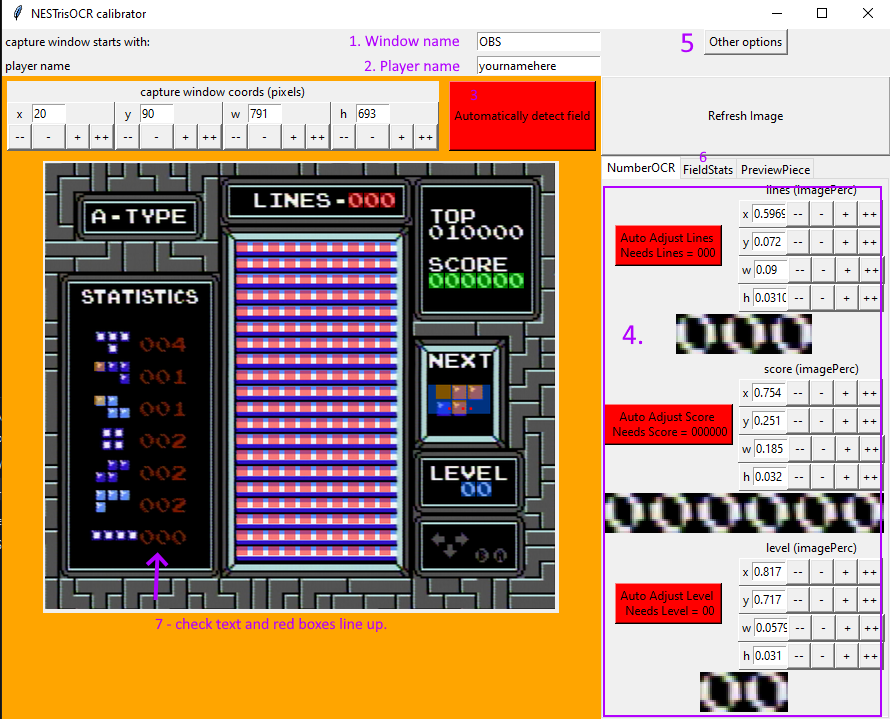 NESTrisOCR calibrator
capture window starts with:
1. Window name
OBS
5
Other options
player name
2. Player name
yournamehere
capture window coords (pixels)
x 20 y 90 w 791 h 693
-- - + ++ -- - + ++ -- - + ++ -- - + ++
Automatically detect field
Refresh Image
6
NumberOCR FieldStats PreviewPiece
A-TYPE
LINES-000
TOP
010000
SCORE
000000
STATISTICS
004
001
001
002
002
002
000
NEXT
LEVEL
00
00
7 - check text and red boxes line up.
4.
lines (imagePerc)
Auto Adjust Lines
Needs Lines = 000
x 0.5969 -- - + ++
y 0.072 -- - + ++
w 0.09 -- - + ++
h 0.0310 -- - + ++
000
score (imagePerc)
Auto Adjust Score
Needs Score = 000000
x 0.754 -- - + ++
y 0.251 -- - + ++
w 0.185 -- - + ++
h 0.032 -- - + ++
000000
level (imagePerc)
Auto Adjust Level
Needs Level = 00
x 0.817 -- - + ++
y 0.717 -- - + ++
w 0.0579 -- - + ++
h 0.031 -- - + ++
00